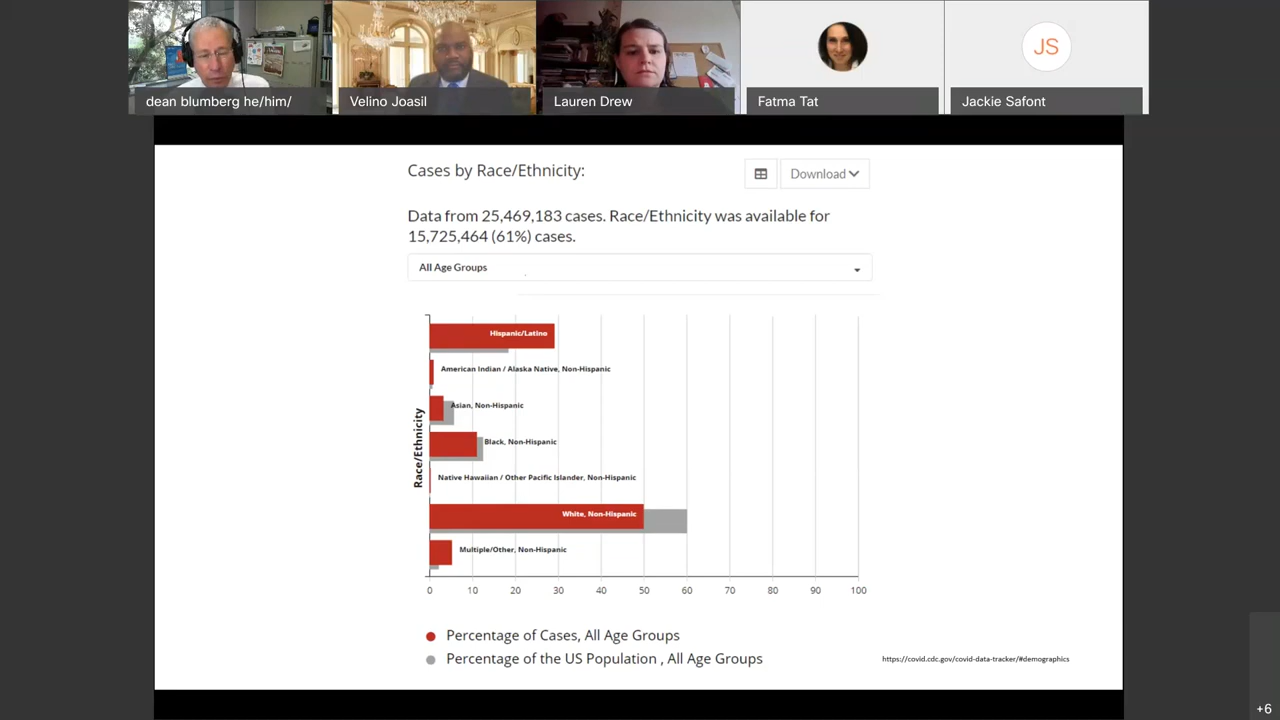 dean blumberg he/him/
Velino Joasil
Lauren Drew
Fatma Tat
JS
Jackie Safont
Cases by Race/Ethnicity:
Download
Data from 25,469,183 cases. Race/Ethnicity was available for
15,725,464 (61%) cases.
All Age Groups
Race/Ethnicity
Hispanic/Latino
American Indian / Alaska Native, Non-Hispanic
Asian, Non-Hispanic
Black, Non-Hispanic
Native Hawaiian / Other Pacific Islander, Non-Hispanic
White, Non-Hispanic
Multiple/Other, Non-Hispanic
0 10 20 30 40 50 60 70 80 90 100
Percentage of Cases, All Age Groups
Percentage of the US Population , All Age Groups
https://covid.cdc.gov/covid-data-tracker/#demographics
+6